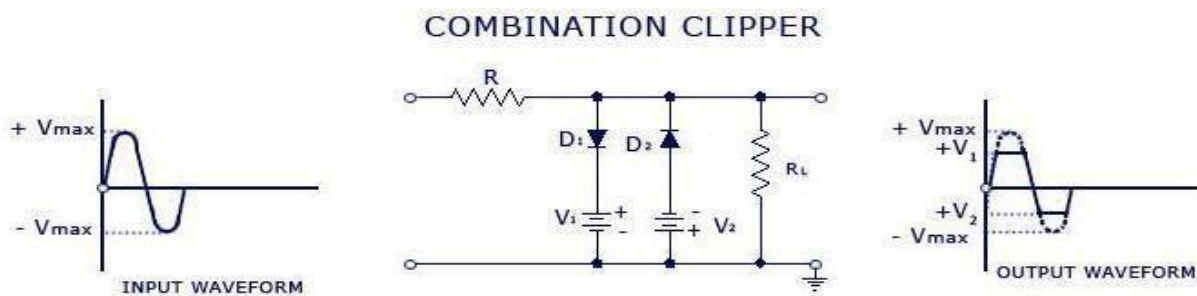 COMBINATION CLIPPER
+ Vmax
- Vmax
INPUT WAVEFORM
R
D1
D2
RL
V1
+
-
-
+
V2
+ Vmax
+V1
+V2
- Vmax
OUTPUT WAVEFORM